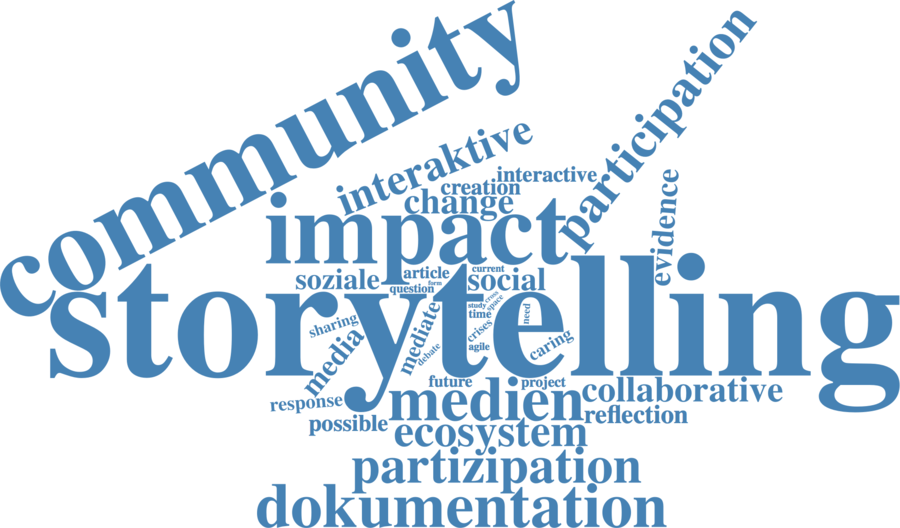 community
participation
interaktive
interactive
creation
change
impact
evidence
soziale
article
current
social
form
question
storytelling
cross
space
study
time
need
sharing
media
mediate
debate
crises
agile
caring
future
project
medien
collaborative
response
possible
reflection
ecosystem
partizipation
dokumentation